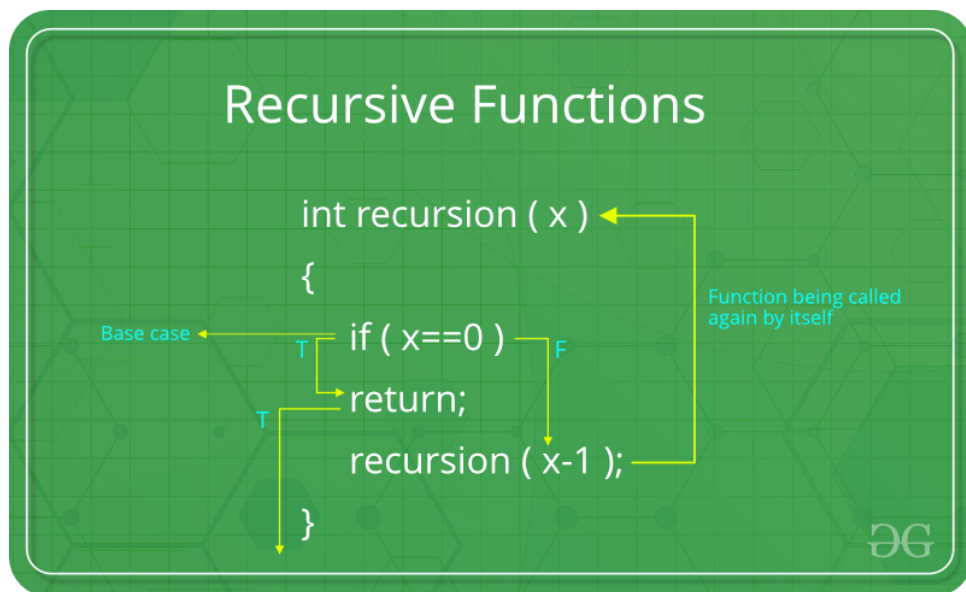 Recursive Functions
int recursion ( x )
{
Function being called
again by itself
Base case
if ( x==0 )
T
F
return;
T
recursion ( x-1 );
}
GG